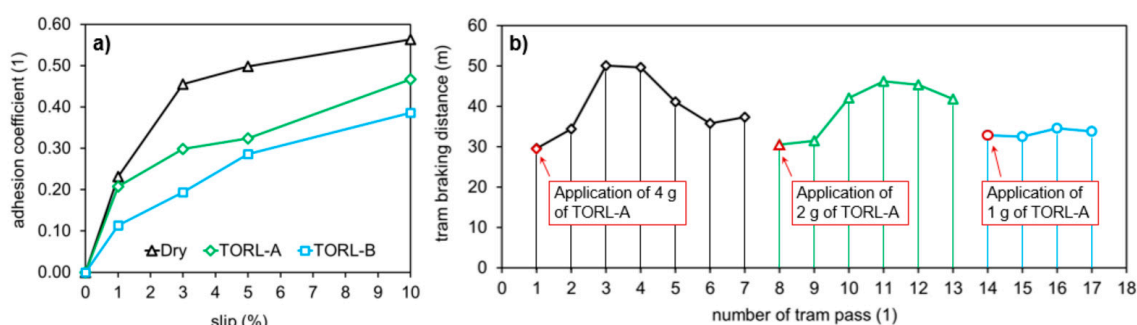 a)
adhesion coefficient (1)
0.60
0.50
0.40
0.30
0.20
0.10
0.00
Dry TORL-A TORL-B
0 1 2 3 4 5 6 7 8 9 10
slip (%)
b)
tram braking distance (m)
60
50
40
30
20
10
0
Application of 4 g
of TORL-A
Application of
2 g of TORL-A
Application of
1 g of TORL-A
0 1 2 3 4 5 6 7 8 9 10 11 12 13 14 15 16 17 18
number of tram pass (1)